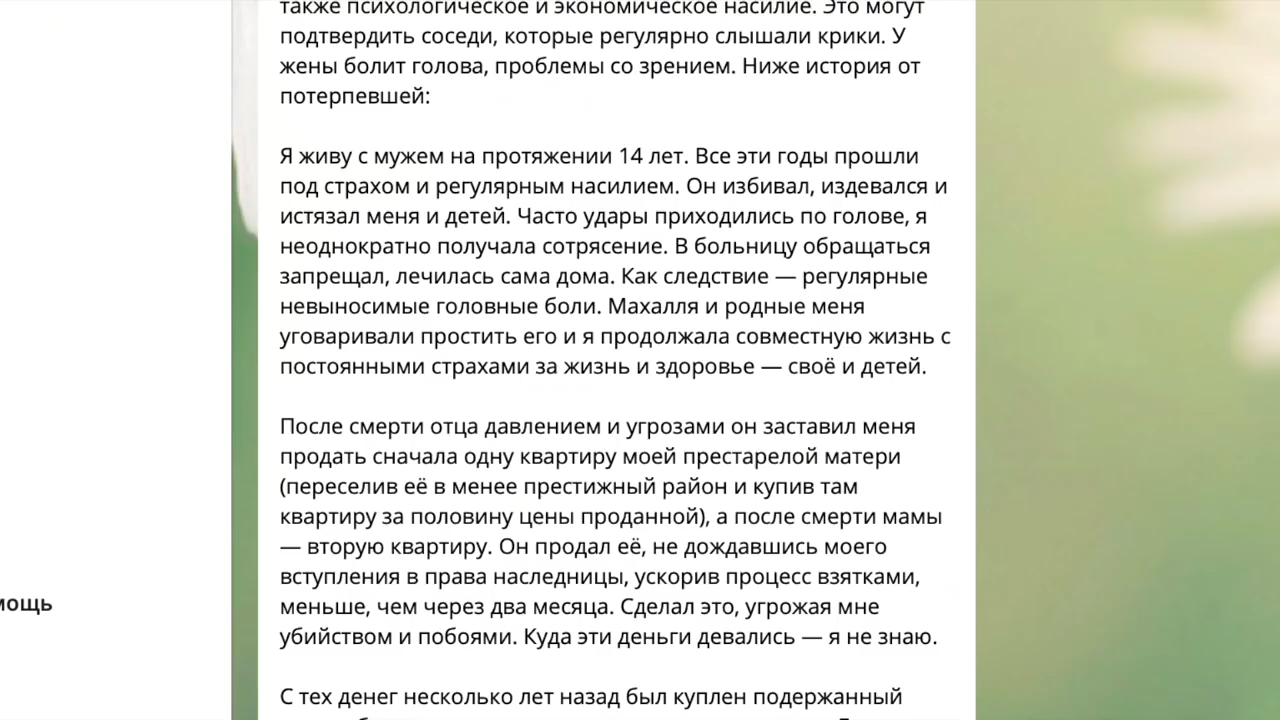 также психологическое и экономическое насилие. Это могут
подтвердить соседи, которые регулярно слышали крики. У
жены болит голова, проблемы со зрением. Ниже история от
потерпевшей:
Я живу с мужем на протяжении 14 лет. Все эти годы прошли
под страхом и регулярным насилием. Он избивал, издевался и
истязал меня и детей. Часто удары приходились по голове, я
неоднократно получала сотрясение. В больницу обращаться
запрещал, лечилась сама дома. Как следствие — регулярные
невыносимые головные боли. Махалля и родные меня
уговаривали простить его и я продолжала совместную жизнь с
постоянными страхами за жизнь и здоровье — своё и детей.
После смерти отца давлением и угрозами он заставил меня
продать сначала одну квартиру моей престарелой матери
(переселив её в менее престижный район и купив там
квартиру за половину цены проданной), а после смерти мамы
— вторую квартиру. Он продал её, не дождавшись моего
вступления в права наследницы, ускорив процесс взятками,
меньше, чем через два месяца. Сделал это, угрожая мне
убийством и побоями. Куда эти деньги девались — я не знаю.
мощь
С тех денег несколько лет назад был куплен подержанный